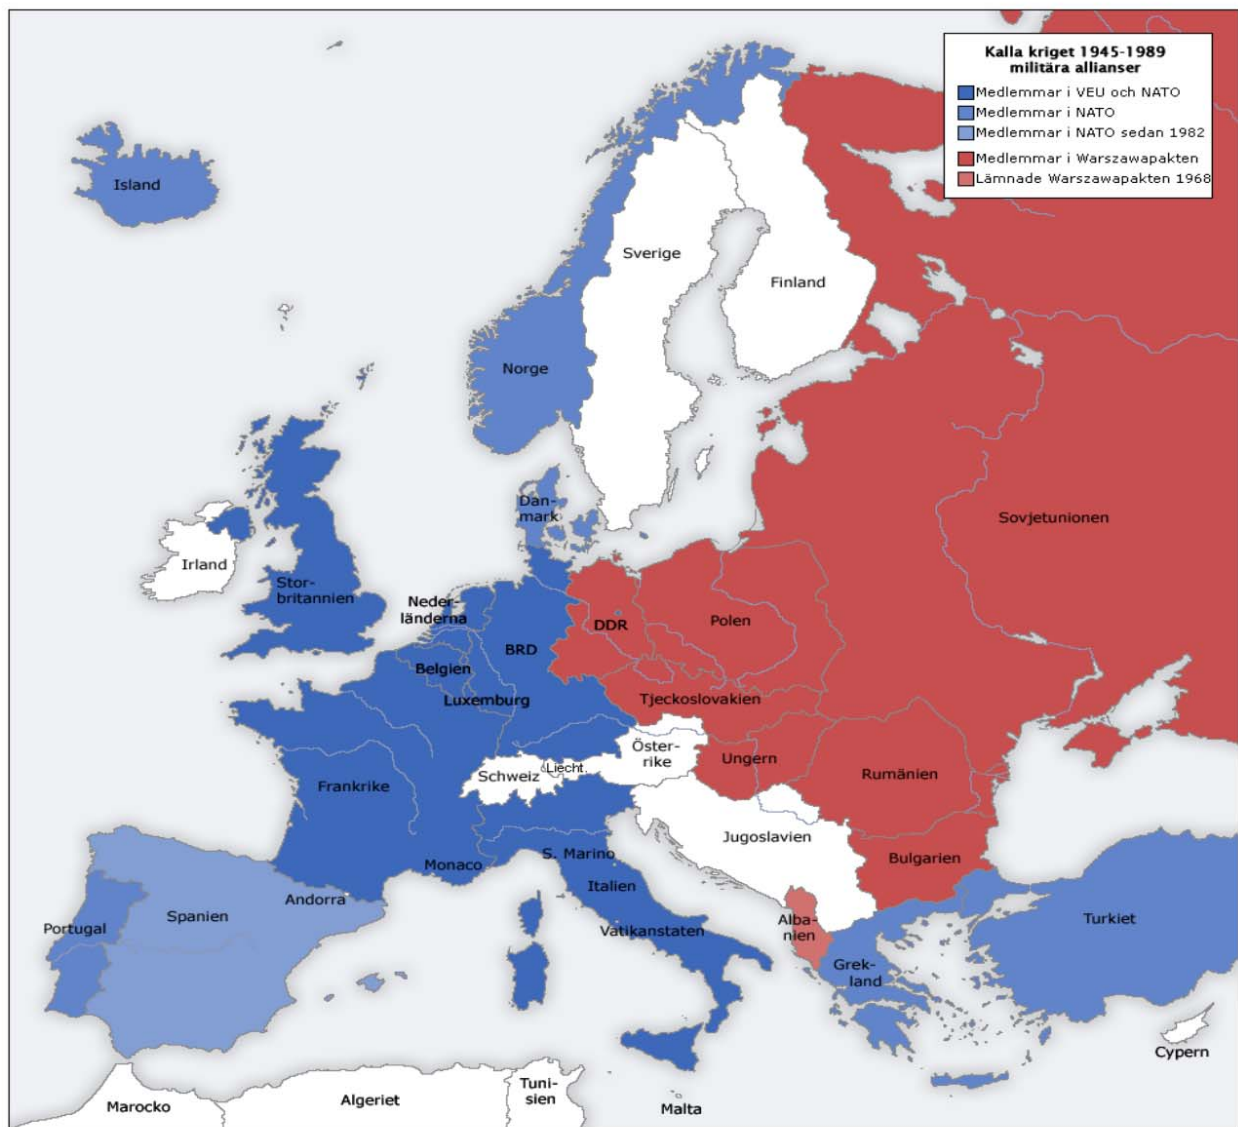 Kalla kriget 1945-1989
militära allianser
Medlemmar i VEU och NATO
Medlemmar i NATO
Medlemmar i NATO sedan 1982
Medlemmar i Warszawapakten
Lämnade Warszawapakten 1968
Island
Sverige
Finland
Norge
Dan-
mark
Sovjetunionen
Irland
Stor-
britannien
Neder-
länderna
DDR
Polen
BRD
Belgien
Luxemburg
Tjeckoslovakien
Öster-
rike
Ungern
Schweiz
Liecht.
Rumänien
Frankrike
Jugoslavien
S. Marino
Monaco
Bulgarien
Italien
Andorra
Spanien
Portugal
Vatikanstaten
Alba-
nien
Turkiet
Grek-
land
Cypern
Marocko
Algeriet
Tuni-
sien
Malta